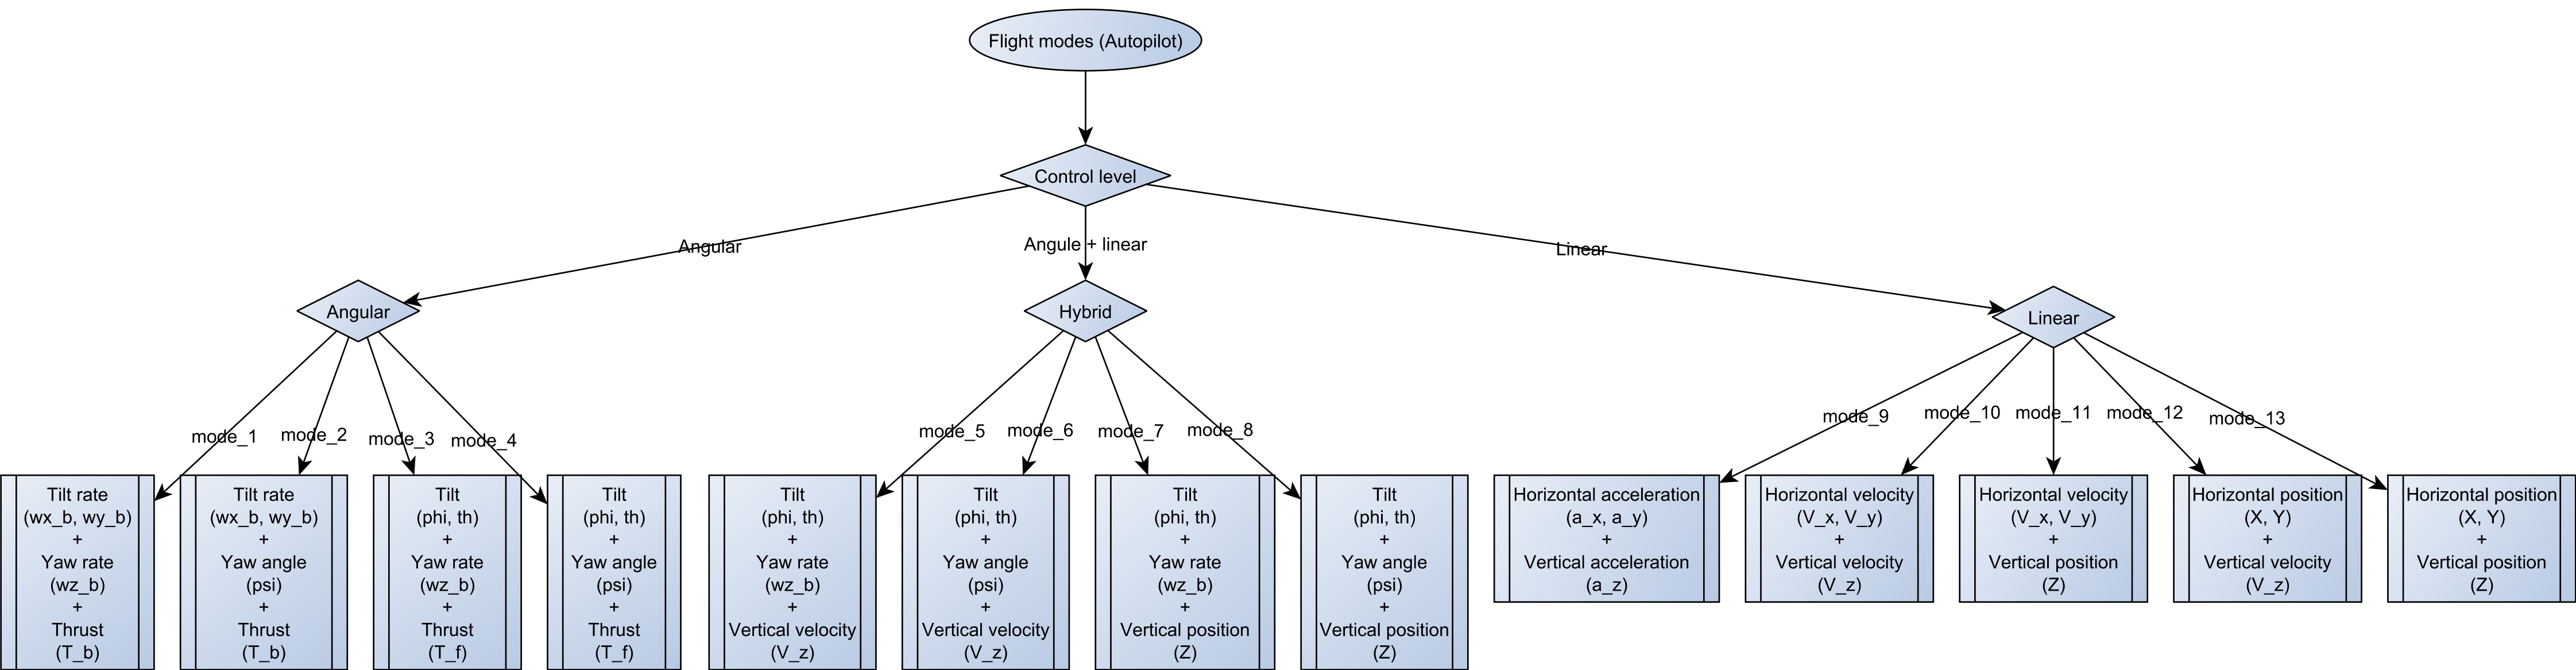 Flight modes (Autopilot)
Control level
Angular
Angule + linear
Linear
Angular
Hybrid
Linear
mode_1
mode_2
mode_3
mode_4
mode_5
mode_6
mode_7
mode_8
mode_9
mode_10
mode_11
mode_12
mode_13
Tilt rate
(wx_b, wy_b)
+
Yaw rate
(wz_b)
+
Thrust
(T_b)
Tilt rate
(wx_b, wy_b)
+
Yaw angle
(psi)
+
Thrust
(T_b)
Tilt
(phi, th)
+
Yaw rate
(wz_b)
+
Thrust
(T_f)
Tilt
(phi, th)
+
Yaw angle
(psi)
+
Thrust
(T_f)
Tilt
(phi, th)
+
Yaw rate
(wz_b)
+
Vertical velocity
(V_z)
Tilt
(phi, th)
+
Yaw angle
(psi)
+
Vertical velocity
(V_z)
Tilt
(phi, th)
+
Yaw rate
(wz_b)
+
Vertical position
(Z)
Tilt
(phi, th)
+
Yaw angle
(psi)
+
Vertical position
(Z)
Horizontal acceleration
(a_x, a_y)
+
Vertical acceleration
(a_z)
Horizontal velocity
(V_x, V_y)
+
Vertical velocity
(V_z)
Horizontal velocity
(V_x, V_y)
+
Vertical position
(Z)
Horizontal position
(X, Y)
+
Vertical velocity
(V_z)
Horizontal position
(X, Y)
+
Vertical position
(Z)